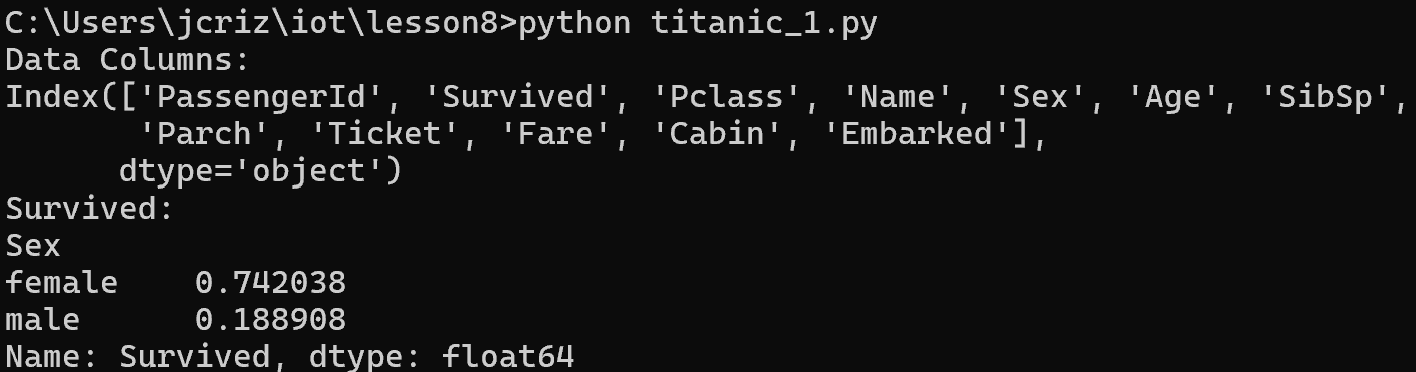 C:\Users\jcriz\iot\lesson8>python titanic_1.py
Data Columns:
Index(['PassengerId', 'Survived', 'Pclass', 'Name', 'Sex', 'Age', 'SibSp',
       'Parch', 'Ticket', 'Fare', 'Cabin', 'Embarked'],
      dtype='object')
Survived:
Sex
female    0.742038
male      0.188908
Name: Survived, dtype: float64